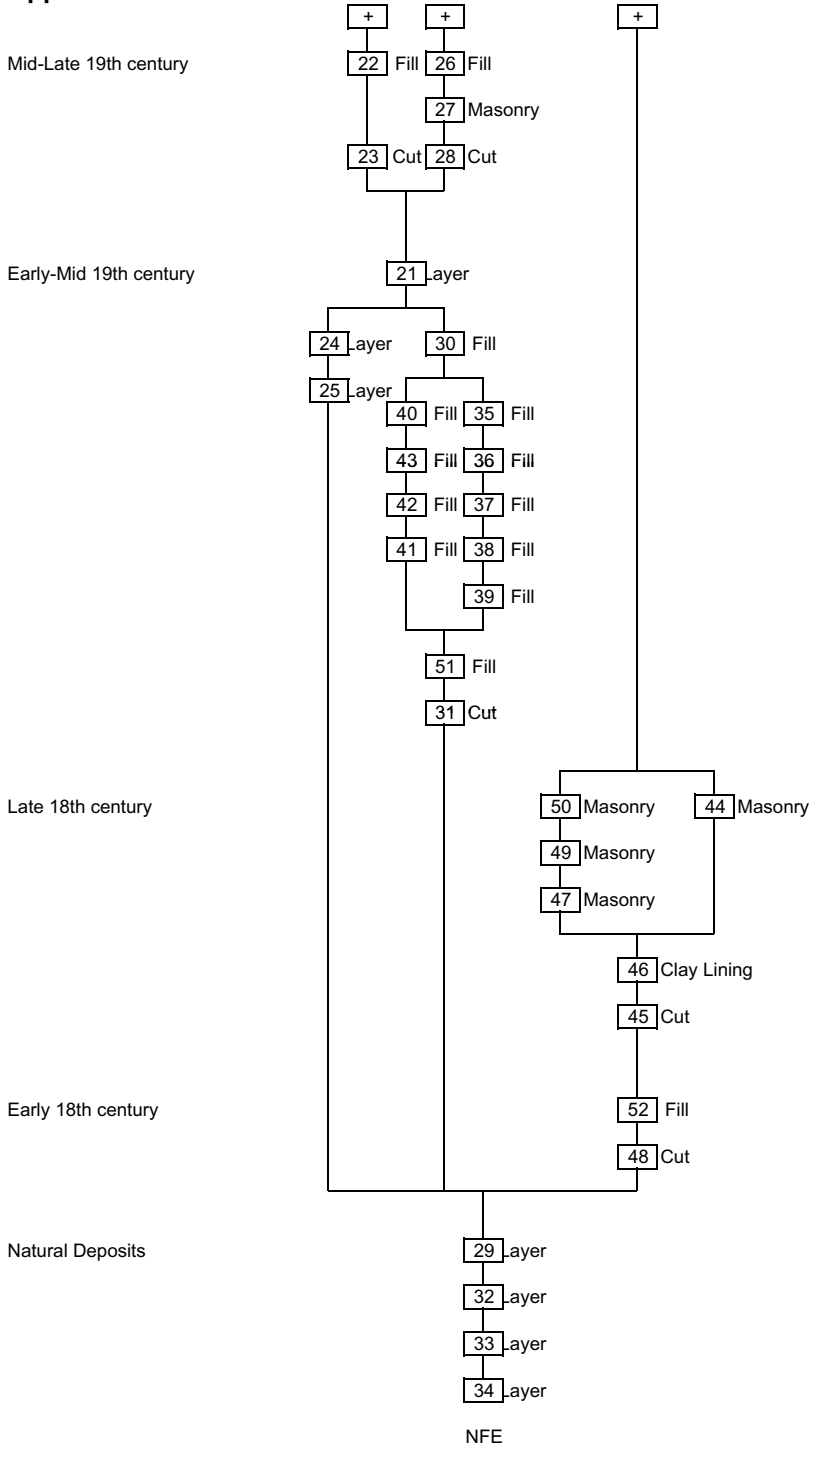 + + +
Mid-Late 19th century 22 Fill 26 Fill
27 Masonry
23 Cut 28 Cut
Early-Mid 19th century 21 Layer
24 Layer 30 Fill
25 Layer
40 Fill 35 Fill
43 Fill 36 Fill
42 Fill 37 Fill
41 Fill 38 Fill
39 Fill
51 Fill
31 Cut
Late 18th century 50 Masonry 44 Masonry
49 Masonry
47 Masonry
46 Clay Lining
45 Cut
Early 18th century 52 Fill
48 Cut
Natural Deposits 29 Layer
32 Layer
33 Layer
34 Layer
NFE